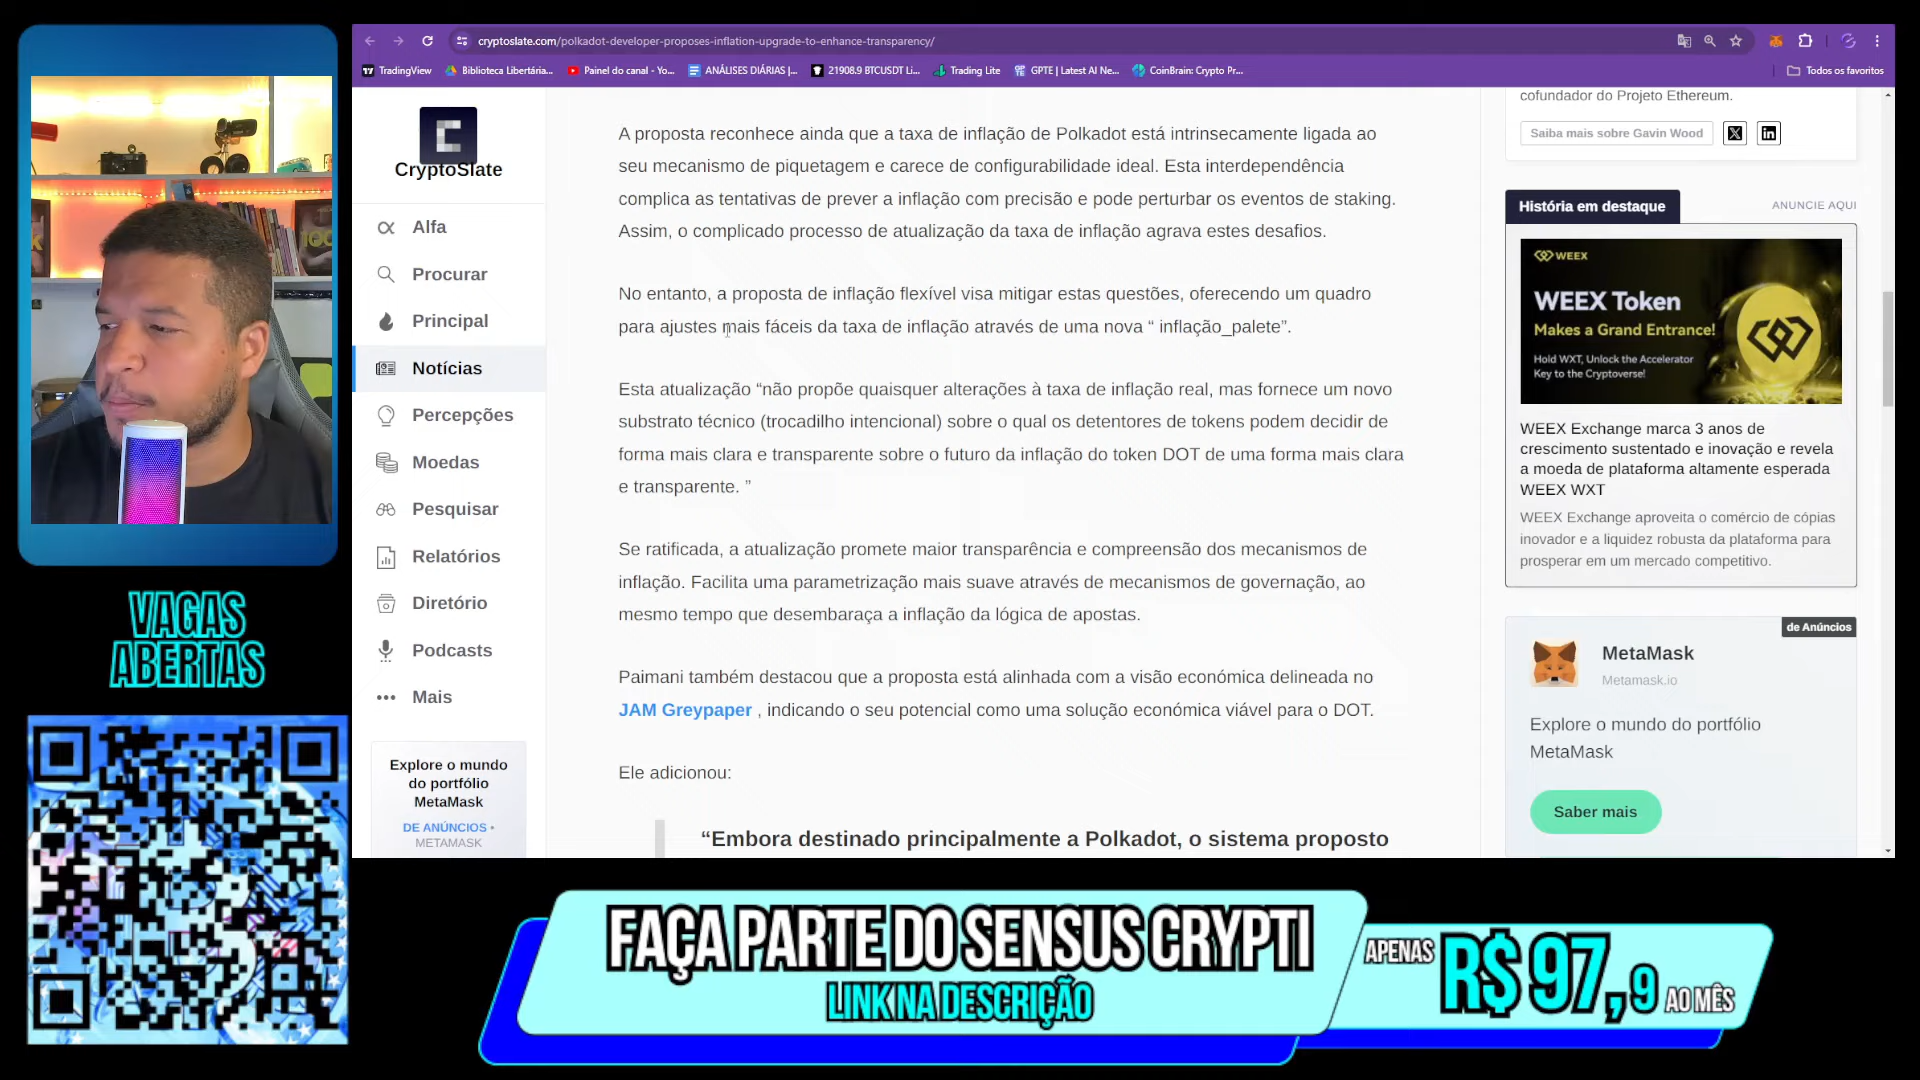 cryptoslate.com/polkadot-developer-proposes-inflation-upgrade-to-enhance-transparency/
TradingView
Biblioteca Libertária...
Painel do canal - Yo...
ANÁLISES DIÁRIAS |...
21908.9 BTCUSDT Li...
Trading Lite
GPTE | Latest AI Ne...
CoinBrain: Crypto Pr...
Todos os favoritos
CryptoSlate
Alfa
Procurar
Principal
Notícias
Percepções
Moedas
Pesquisar
Relatórios
Diretório
Podcasts
Mais
Explore o mundo
do portfólio
MetaMask
DE ANÚNCIOS •
METAMASK
A proposta reconhece ainda que a taxa de inflação de Polkadot está intrinsecamente ligada ao
seu mecanismo de piquetagem e carece de configurabilidade ideal. Esta interdependência
complica as tentativas de prever a inflação com precisão e pode perturbar os eventos de staking.
Assim, o complicado processo de atualização da taxa de inflação agrava estes desafios.
No entanto, a proposta de inflação flexível visa mitigar estas questões, oferecendo um quadro
para ajustes mais fáceis da taxa de inflação através de uma nova “ inflação_palete”.
Esta atualização “não propõe quaisquer alterações à taxa de inflação real, mas fornece um novo
substrato técnico (trocadilho intencional) sobre o qual os detentores de tokens podem decidir de
forma mais clara e transparente sobre o futuro da inflação do token DOT de uma forma mais clara
e transparente. ”
Se ratificada, a atualização promete maior transparência e compreensão dos mecanismos de
inflação. Facilita uma parametrização mais suave através de mecanismos de governação, ao
mesmo tempo que desembaraça a inflação da lógica de apostas.
Paimani também destacou que a proposta está alinhada com a visão económica delineada no
JAM Greypaper , indicando o seu potencial como uma solução económica viável para o DOT.
Ele adicionou:
“Embora destinado principalmente a Polkadot, o sistema proposto
cofundador do Projeto Ethereum.
Saiba mais sobre Gavin Wood
História em destaque
ANUNCIE AQUI
WEEX
WEEX Token
Makes a Grand Entrance!
Hold WXT, Unlock the Accelerator
Key to the Cryptoverse!
WEEX Exchange marca 3 anos de
crescimento sustentado e inovação e revela
a moeda de plataforma altamente esperada
WEEX WXT
WEEX Exchange aproveita o comércio de cópias
inovador e a liquidez robusta da plataforma para
prosperar em um mercado competitivo.
de Anúncios
MetaMask
Metamask.io
Explore o mundo do portfólio
MetaMask
Saber mais
VAGAS
ABERTAS
FAÇA PARTE DO SENSUS CRYPTI
LINK NA DESCRIÇÃO
APENAS
R$ 97,9
AO MÊS